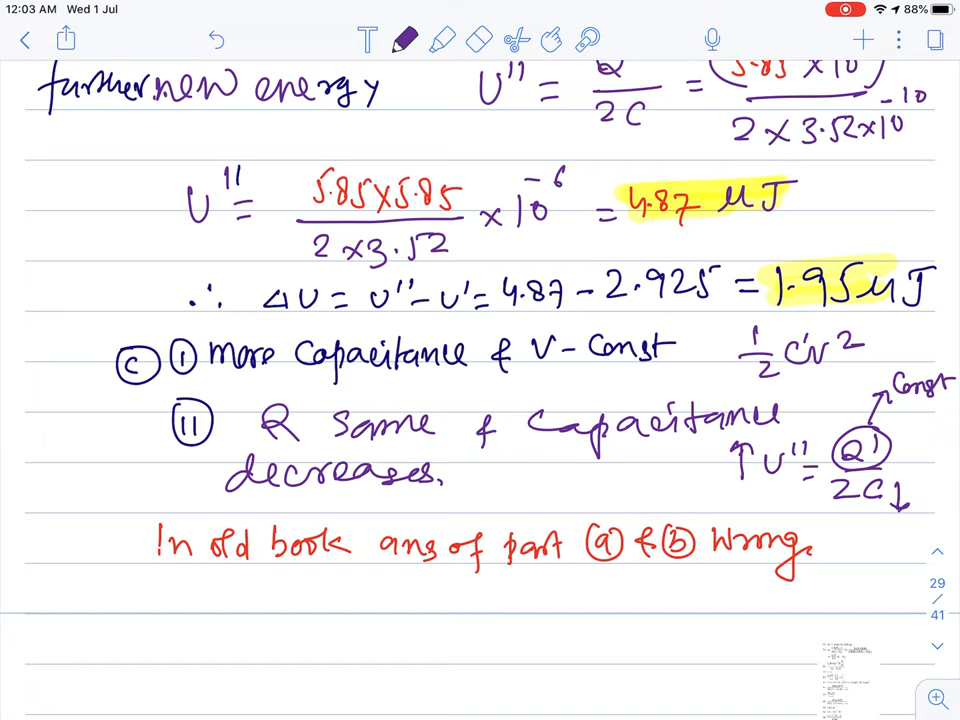 12:03 AM Wed 1 Jul 88%
T
further new energy U'' = Q / 2C = (5.85 × 10 ) / 2 × 3.52 × 10^-10
U'' = 5.85×5.85 / 2×3.52 × 10^-6 = 4.87 μJ
∴ ΔU = U'' - U' = 4.87 - 2.925 = 1.95 μJ
(C) (I) More Capacitance & V-Const 1/2 C'V^2
Const
(II) Q same & Capacitance
decreases. ↑ U'' = Q' / 2C ↓
In old book ans of part (a) & (b) wrong.
29
/
41